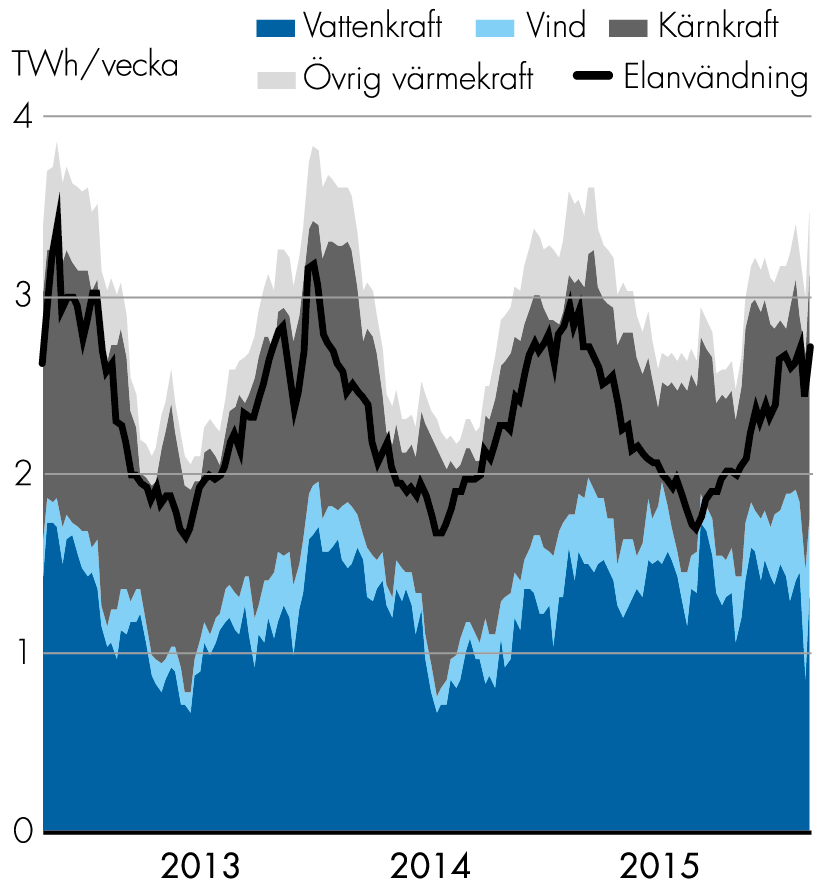 Vattenkraft Vind Kärnkraft
TWh/vecka
Övrig värmekraft Elanvändning
4
3
2
1
0
2013 2014 2015